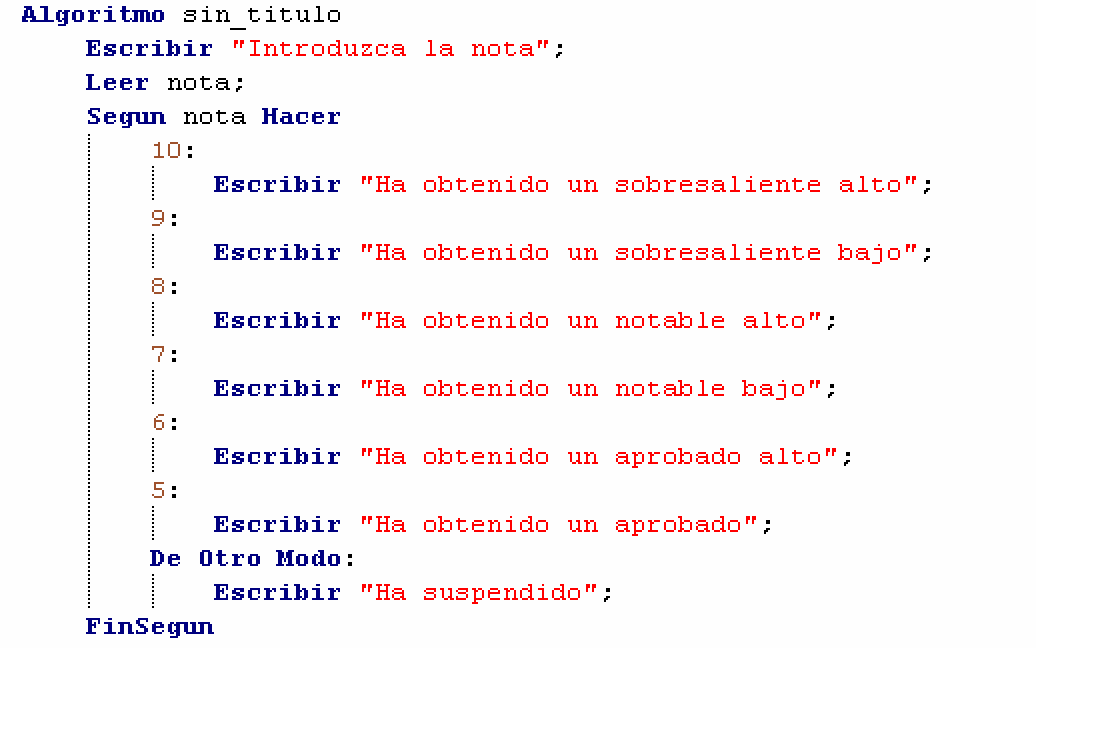 Algoritmo sin_titulo
Escribir "Introduzca la nota";
Leer nota;
Segun nota Hacer
10:
Escribir "Ha obtenido un sobresaliente alto";
9:
Escribir "Ha obtenido un sobresaliente bajo";
8:
Escribir "Ha obtenido un notable alto";
7:
Escribir "Ha obtenido un notable bajo";
6:
Escribir "Ha obtenido un aprobado alto";
5:
Escribir "Ha obtenido un aprobado";
De Otro Modo:
Escribir "Ha suspendido";
FinSegun